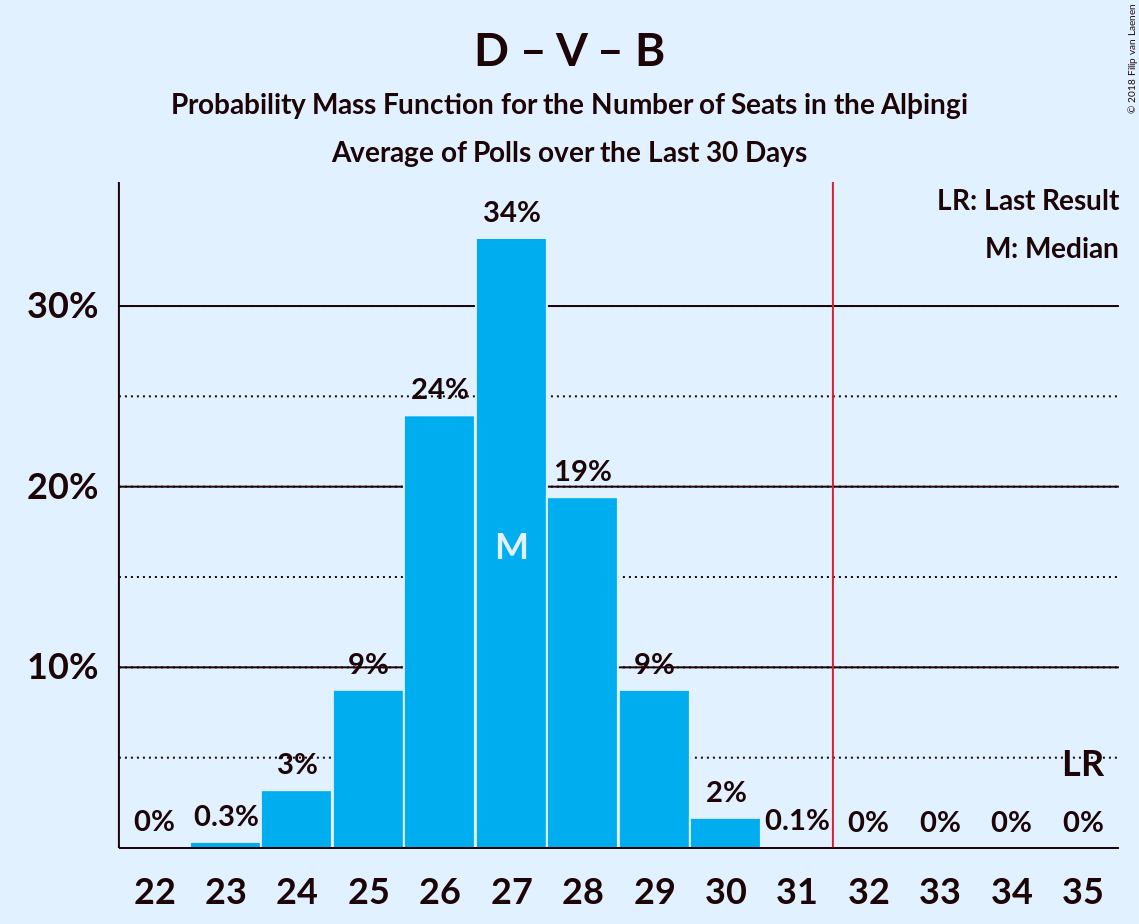 D – V – B
Probability Mass Function for the Number of Seats in the Alþingi
Average of Polls over the Last 30 Days
© 2018 Filip van Laenen
LR: Last Result
M: Median
34%
30%
24%
19%
20%
M
10%
9%
9%
3%
LR
2%
0%
0.3%
0.1%
0%
0%
0%
0%
22 23 24 25 26 27 28 29 30 31 32 33 34 35